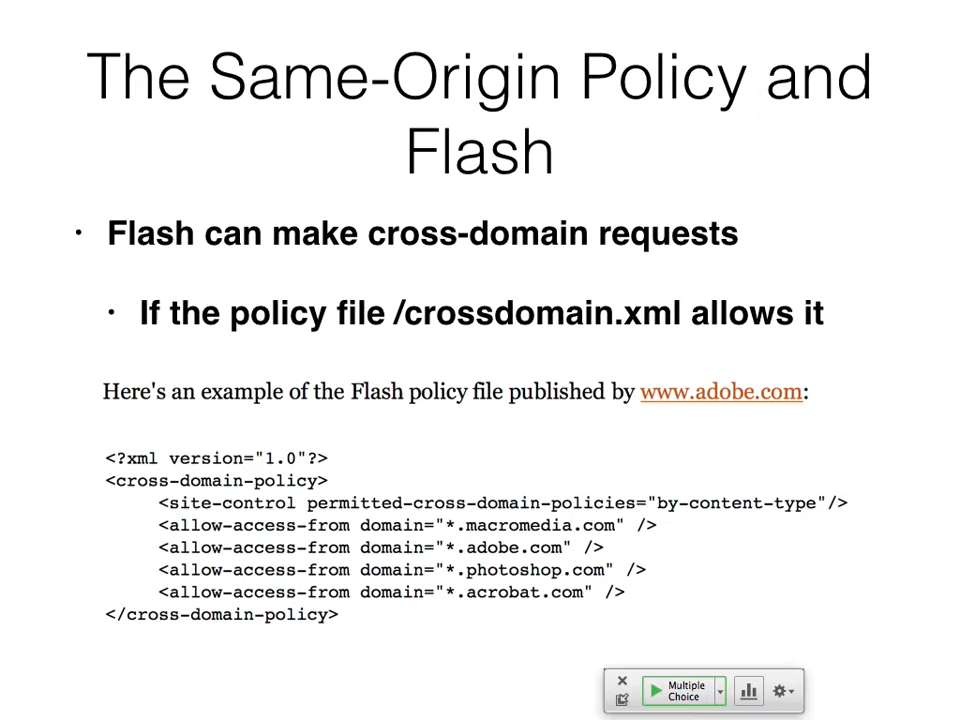 The Same-Origin Policy and
Flash
• Flash can make cross-domain requests
• If the policy file /crossdomain.xml allows it
Here's an example of the Flash policy file published by www.adobe.com:
<?xml version="1.0"?>
<cross-domain-policy>
<site-control permitted-cross-domain-policies="by-content-type"/>
<allow-access-from domain="*.macromedia.com" />
<allow-access-from domain="*.adobe.com" />
<allow-access-from domain="*.photoshop.com" />
<allow-access-from domain="*.acrobat.com" />
</cross-domain-policy>
Multiple
Choice